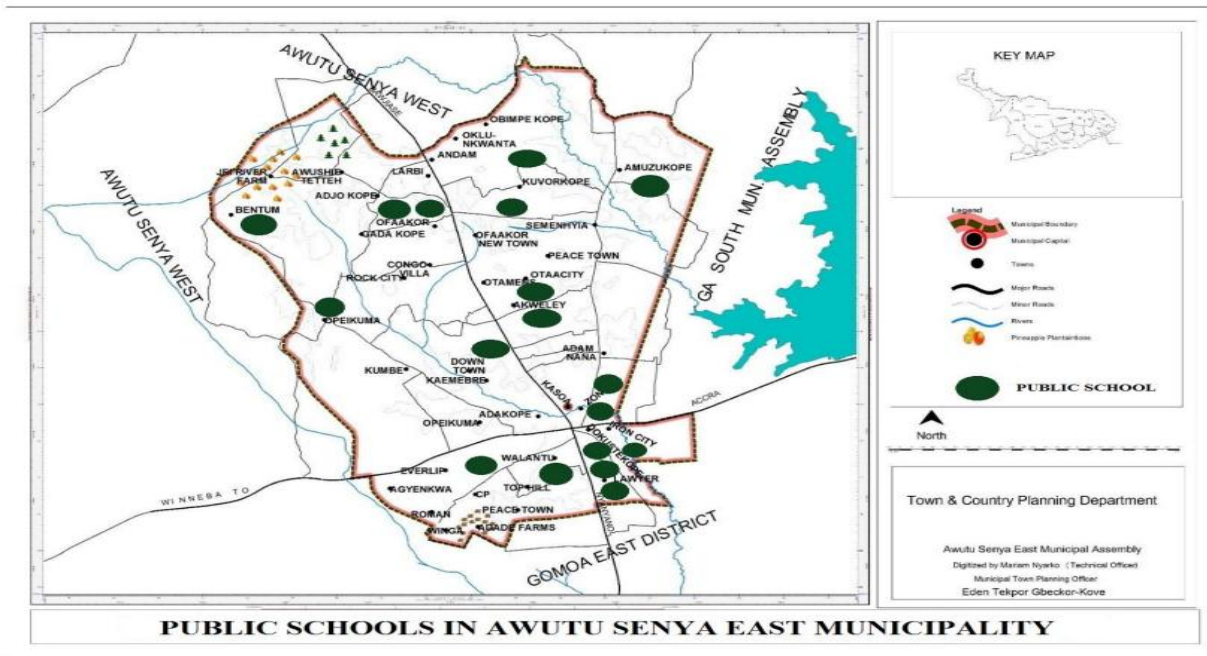 AWUTU SENYA WEST
OBIMPE KOPE
OKLU-
NKWANTA
ANDAM
LARBI
AWUSHIE
TETTEH
FARM
ADJO KOPE
BENTUM
KUVORKOPE
AMUZUKOPE
OFAAKOR
GADA KOPE
OFAAKOR
NEW TOWN
SEMENHYIA
PEACE TOWN
CONGO
VILLA
ROCK CITY
OTAACITY
AKWELEY
OPEIKUMA
ADAM
NANA
DOWN
TOWN
KUMBE
KAEMEBRE
KASOA
ADAKOPE
OPEIKUMA
IRON CITY
ACCRA
WALANTU
EVERLIP
LAWYER
AGYENKWA
CP
TOP HILL
ROMAN
PEACE TOWN
ADADE FARMS
WINNEBA TO
AWUTU SENYA WEST
GA SOUTH MUN. ASSEMBLY
GOMOA EAST DISTRICT
KEY MAP
Legend
Municipal Boundary
Municipal Capital
Towns
Major Roads
Minor Roads
Rivers
PUBLIC SCHOOL
North
Town & Country Planning Department
Awutu Senya East Municipal Assembly
Digitized by Mariam Nyarko (Technical Officer)
Municipal Town Planning Officer
Eden Tekpor Gbeckor-Kove
PUBLIC SCHOOLS IN AWUTU SENYA EAST MUNICIPALITY